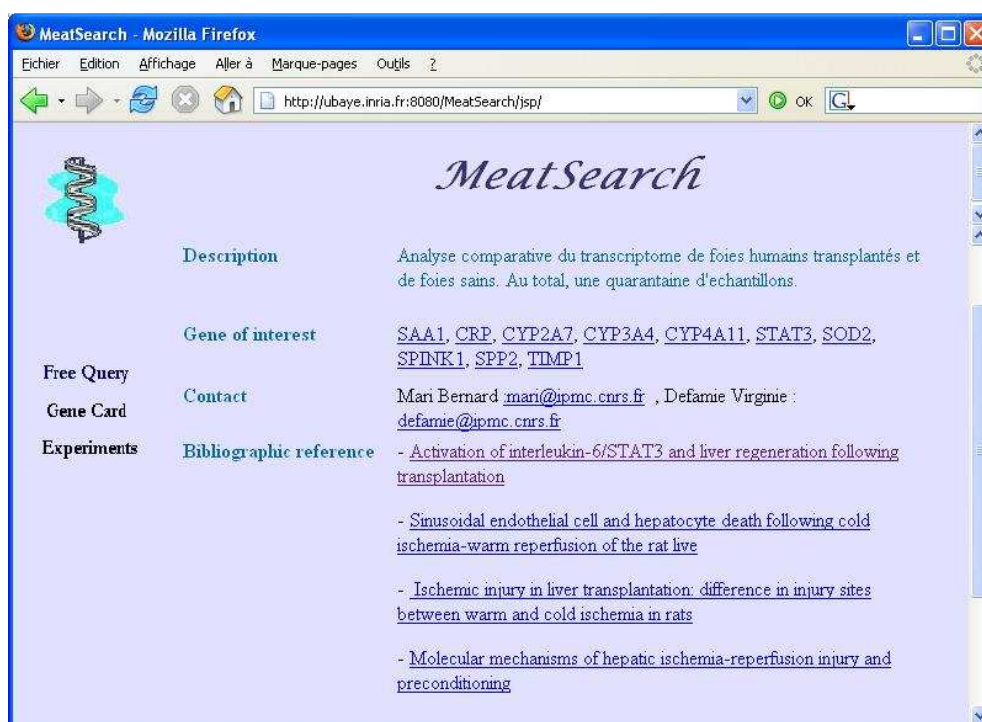 MeatSearch - Mozilla Firefox
Fichier Edition Affichage Aller à Marque-pages Outils ?
http://ubaye.inria.fr:8080/MeatSearch/jsp/ OK G
MeatSearch
Description Analyse comparative du transcriptome de foies humains transplantés et
de foies sains. Au total, une quarantaine d'echantillons.
Gene of interest SAA1, CRP, CYP2A7, CYP3A4, CYP4A11, STAT3, SOD2,
SPINK1, SPP2, TIMP1
Free Query
Gene Card
Experiments
Contact Mari Bernard :mari@ipmc.cnrs.fr , Defamie Virginie :
defamie@ipmc.cnrs.fr
Bibliographic reference - Activation of interleukin-6/STAT3 and liver regeneration following
transplantation
- Sinusoidal endothelial cell and hepatocyte death following cold
ischemia-warm reperfusion of the rat live
- Ischemic injury in liver transplantation: difference in injury sites
between warm and cold ischemia in rats
- Molecular mechanisms of hepatic ischemia-reperfusion injury and
preconditioning